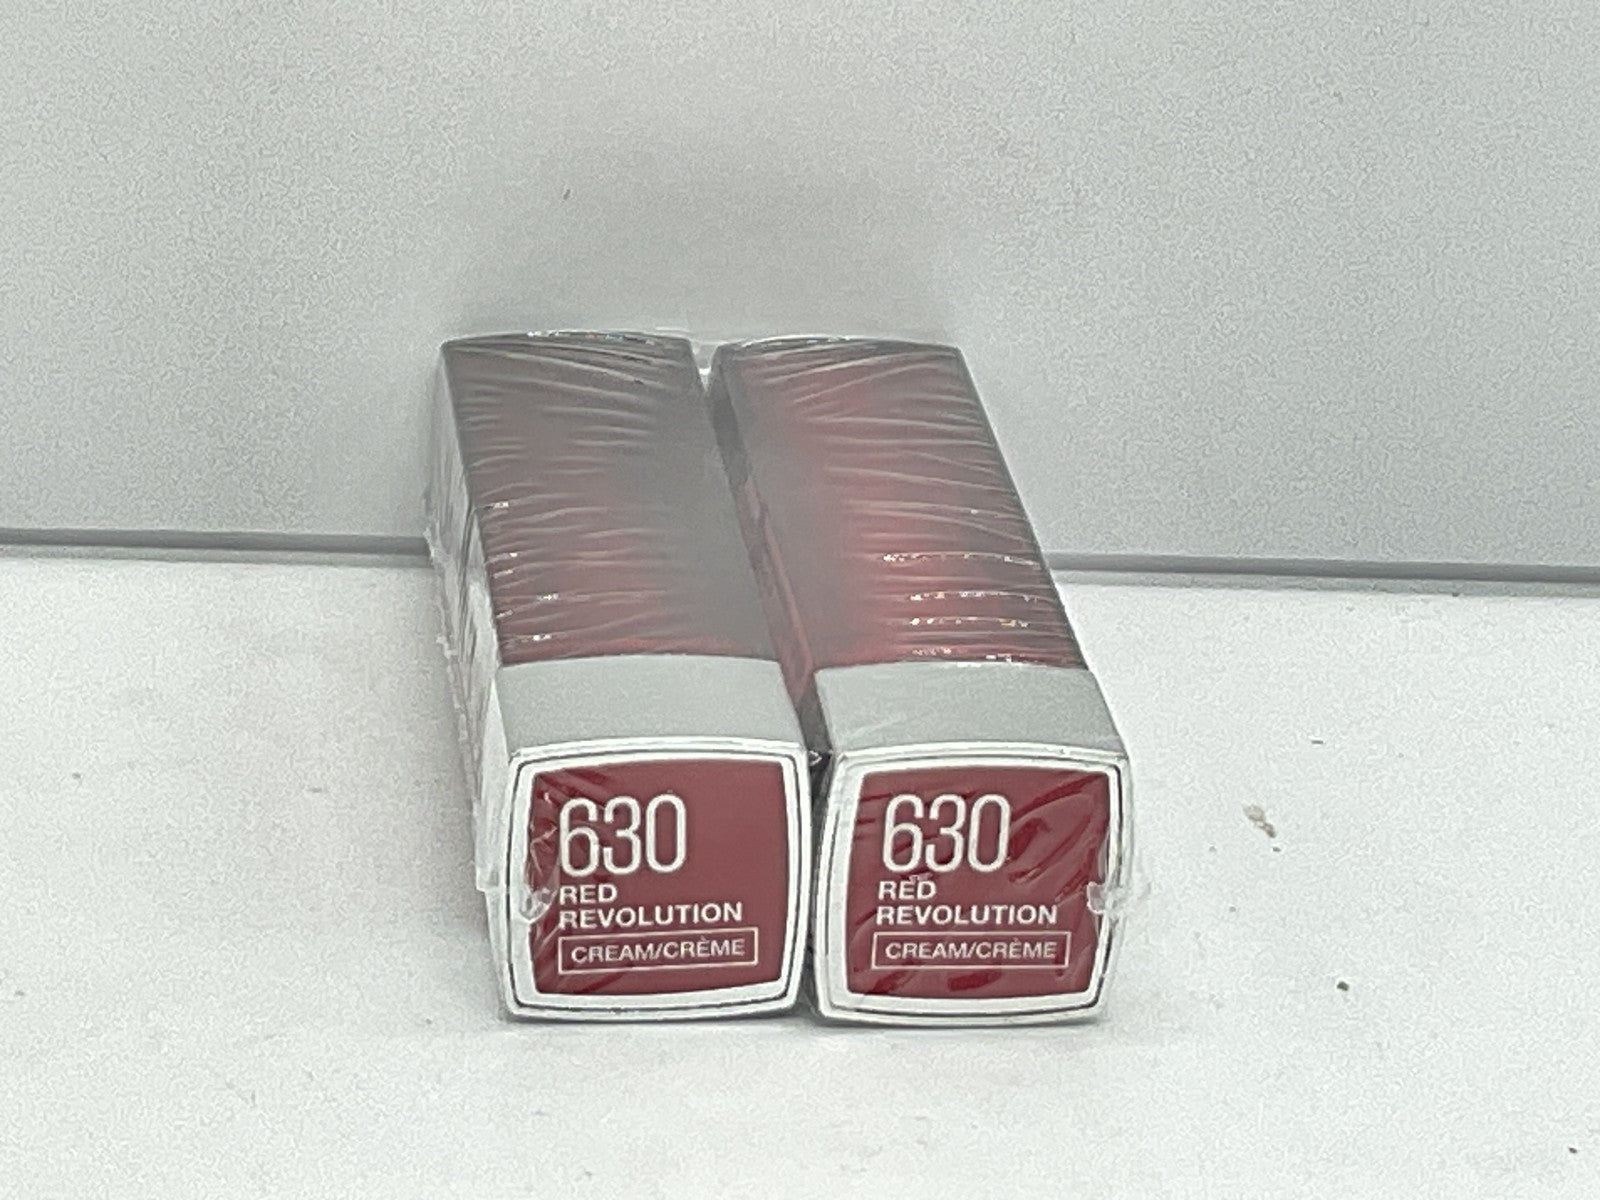 630
RED
REVOLUTION
CREAM/CRÈME
630
RED
REVOLUTION
CREAM/CRÈME